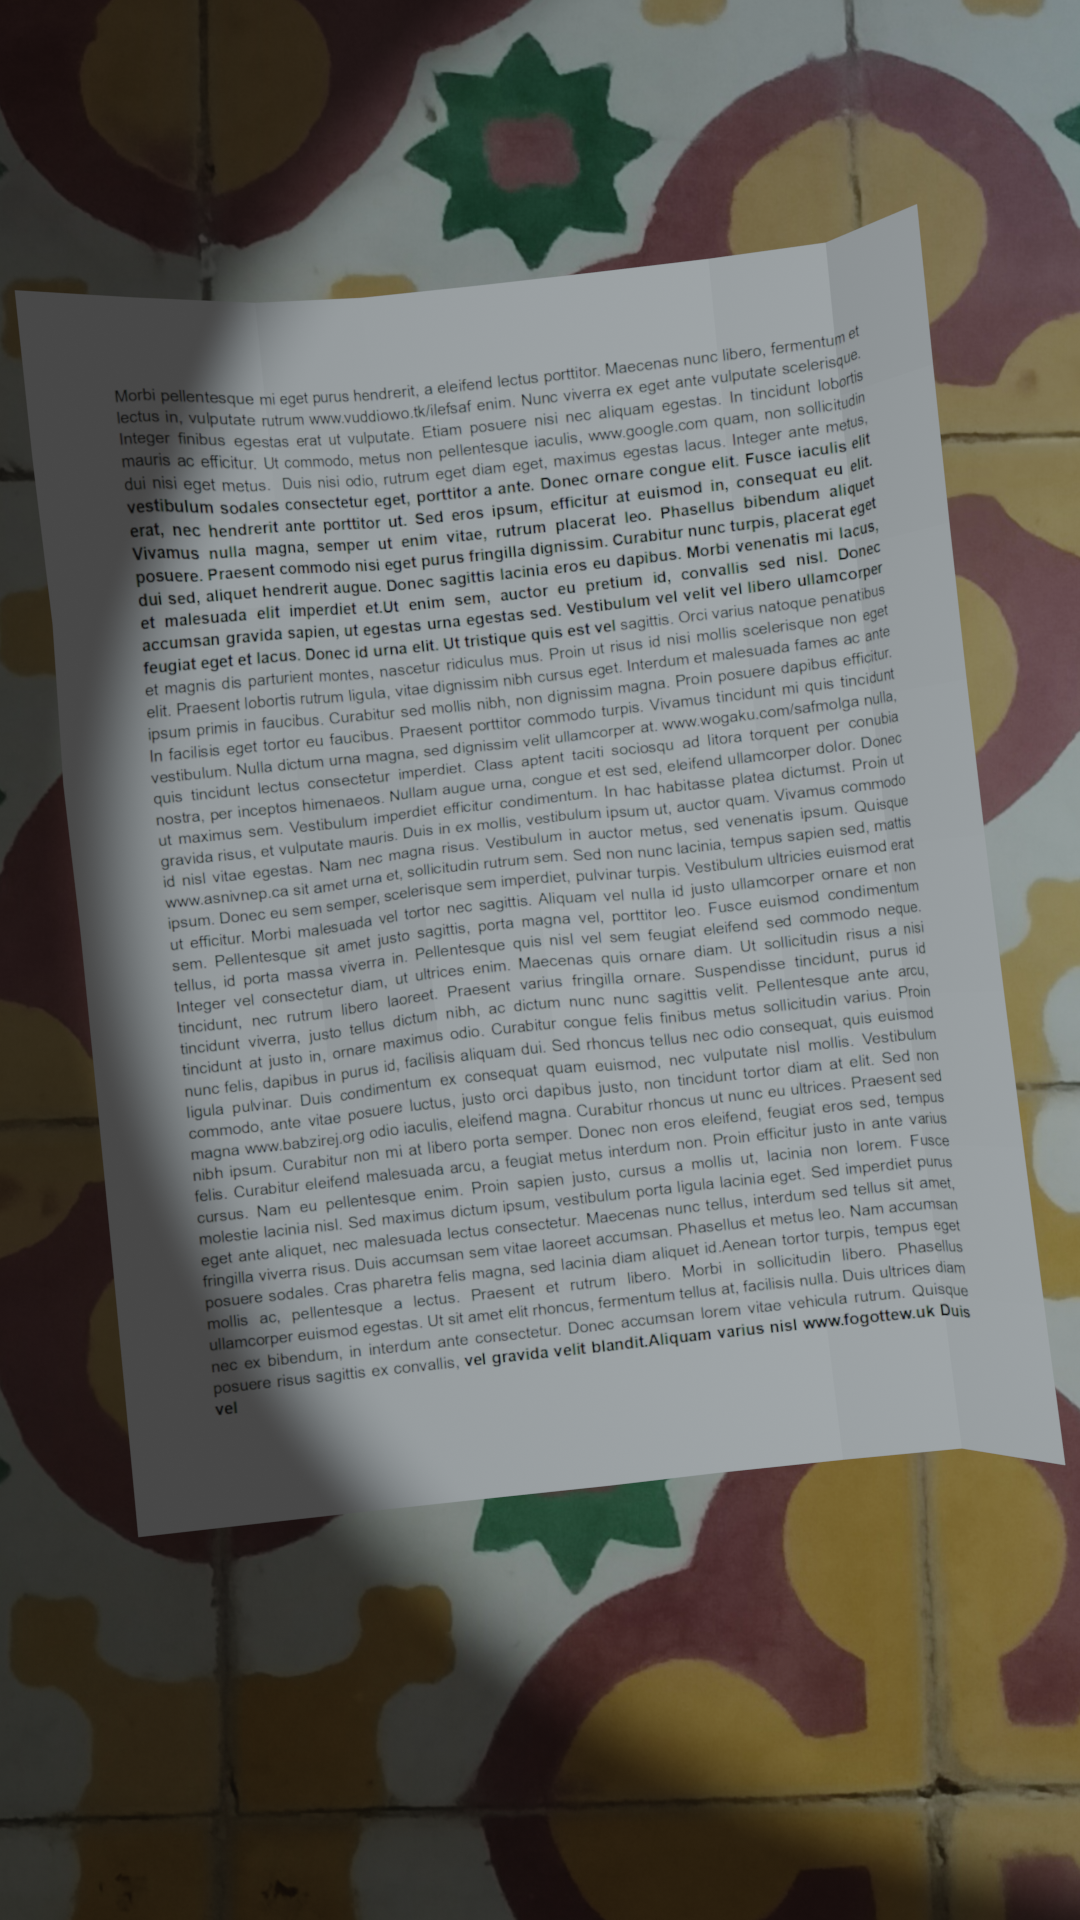 Morbi pellentesque mi eget purus hendrerit, a eleifend lectus porttitor. Maecenas nunc libero, fermentum et
lectus in, vulputate rutrum www.vuddiowo.tk/ilefsaf enim. Nunc viverra ex eget ante vulputate scelerisque.
Integer finibus egestas erat ut vulputate. Etiam posuere nisi nec aliquam egestas. In tincidunt lobortis
mauris ac efficitur. Ut commodo, metus non pellentesque iaculis, www.google.com quam, non sollicitudin
dui nisi eget metus. Duis nisi odio, rutrum eget diam eget, maximus egestas lacus. Integer ante metus,
vestibulum sodales consectetur eget, porttitor a ante. Donec ornare congue elit. Fusce iaculis elit
erat, nec hendrerit ante porttitor ut. Sed eros ipsum, efficitur at euismod in, consequat eu elit.
Vivamus nulla magna, semper ut enim vitae, rutrum placerat leo. Phasellus bibendum aliquet
posuere. Praesent commodo nisi eget purus fringilla dignissim. Curabitur nunc turpis, placerat eget
dui sed, aliquet hendrerit augue. Donec sagittis lacinia eros eu dapibus. Morbi venenatis mi lacus,
et malesuada elit imperdiet et.Ut enim sem, auctor eu pretium id, convallis sed nisl. Donec
accumsan gravida sapien, ut egestas urna egestas sed. Vestibulum vel velit vel libero ullamcorper
feugiat eget et lacus. Donec id urna elit. Ut tristique quis est vel sagittis. Orci varius natoque penatibus
et magnis dis parturient montes, nascetur ridiculus mus. Proin ut risus id nisi mollis scelerisque non eget
elit. Praesent lobortis rutrum ligula, vitae dignissim nibh cursus eget. Interdum et malesuada fames ac ante
ipsum primis in faucibus. Curabitur sed mollis nibh, non dignissim magna. Proin posuere dapibus efficitur.
In facilisis eget tortor eu faucibus. Praesent porttitor commodo turpis. Vivamus tincidunt mi quis tincidunt
vestibulum. Nulla dictum urna magna, sed dignissim velit ullamcorper at. www.wogaku.com/safmolga nulla,
quis tincidunt lectus consectetur imperdiet. Class aptent taciti sociosqu ad litora torquent per conubia
nostra, per inceptos himenaeos. Nullam augue urna, congue et est sed, eleifend ullamcorper dolor. Donec
ut maximus sem. Vestibulum imperdiet efficitur condimentum. In hac habitasse platea dictumst. Proin ut
gravida risus, et vulputate mauris. Duis in ex mollis, vestibulum ipsum ut, auctor quam. Vivamus commodo
id nisl vitae egestas. Nam nec magna risus. Vestibulum in auctor metus, sed venenatis ipsum. Quisque
www.asnivnep.ca sit amet urna et, sollicitudin rutrum sem. Sed non nunc lacinia, tempus sapien sed, mattis
ipsum. Donec eu sem semper, scelerisque sem imperdiet, pulvinar turpis. Vestibulum ultricies euismod erat
ut efficitur. Morbi malesuada vel tortor nec sagittis. Aliquam vel nulla id justo ullamcorper ornare et non
sem. Pellentesque sit amet justo sagittis, porta magna vel, porttitor leo. Fusce euismod condimentum
tellus, id porta massa viverra in. Pellentesque quis nisl vel sem feugiat eleifend sed commodo neque.
Integer vel consectetur diam, ut ultrices enim. Maecenas quis ornare diam. Ut sollicitudin risus a nisi
tincidunt, nec rutrum libero laoreet. Praesent varius fringilla ornare. Suspendisse tincidunt, purus id
tincidunt viverra, justo tellus dictum nibh, ac dictum nunc nunc sagittis velit. Pellentesque ante arcu,
tincidunt at justo in, ornare maximus odio. Curabitur congue felis finibus metus sollicitudin varius. Proin
nunc felis, dapibus in purus id, facilisis aliquam dui. Sed rhoncus tellus nec odio consequat, quis euismod
ligula pulvinar. Duis condimentum ex consequat quam euismod, nec vulputate nisl mollis. Vestibulum
commodo, ante vitae posuere luctus, justo orci dapibus justo, non tincidunt tortor diam at elit. Sed non
magna www.babzirej.org odio iaculis, eleifend magna. Curabitur rhoncus ut nunc eu ultrices. Praesent sed
nibh ipsum. Curabitur non mi at libero porta semper. Donec non eros eleifend, feugiat eros sed, tempus
felis. Curabitur eleifend malesuada arcu, a feugiat metus interdum non. Proin efficitur justo in ante varius
cursus. Nam eu pellentesque enim. Proin sapien justo, cursus a mollis ut, lacinia non lorem. Fusce
molestie lacinia nisl. Sed maximus dictum ipsum, vestibulum porta ligula lacinia eget. Sed imperdiet purus
eget ante aliquet, nec malesuada lectus consectetur. Maecenas nunc tellus, interdum sed tellus sit amet,
fringilla viverra risus. Duis accumsan sem vitae laoreet accumsan. Phasellus et metus leo. Nam accumsan
posuere sodales. Cras pharetra felis magna, sed lacinia diam aliquet id.Aenean tortor turpis, tempus eget
mollis ac, pellentesque a lectus. Praesent et rutrum libero. Morbi in sollicitudin libero. Phasellus
ullamcorper euismod egestas. Ut sit amet elit rhoncus, fermentum tellus at, facilisis nulla. Duis ultrices diam
nec ex bibendum, in interdum ante consectetur. Donec accumsan lorem vitae vehicula rutrum. Quisque
posuere risus sagittis ex convallis, vel gravida velit blandit.Aliquam varius nisl www.fogottew.uk Duis
vel